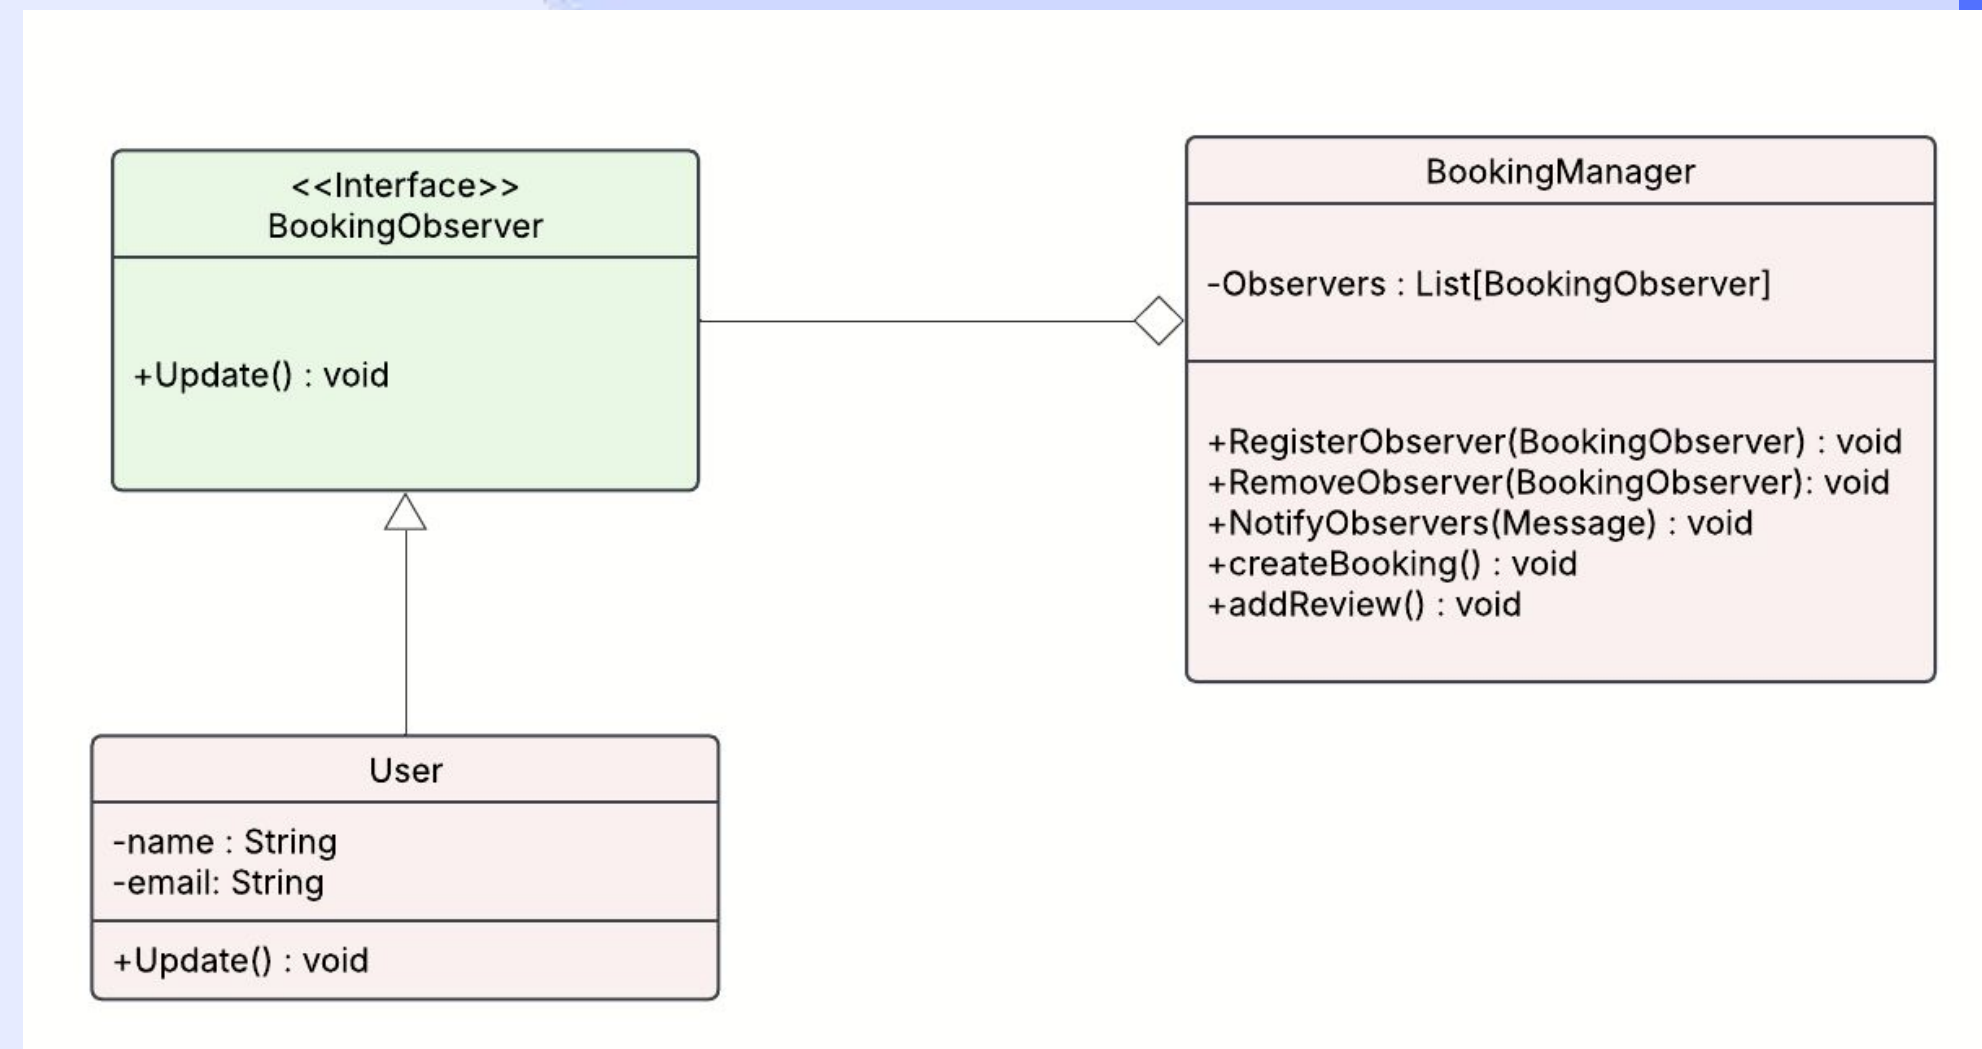 <<Interface>>
BookingObserver
+Update() : void
BookingManager
-Observers : List[BookingObserver]
+RegisterObserver(BookingObserver) : void
+RemoveObserver(BookingObserver): void
+NotifyObservers(Message) : void
+createBooking() : void
+addReview() : void
User
-name : String
-email: String
+Update() : void